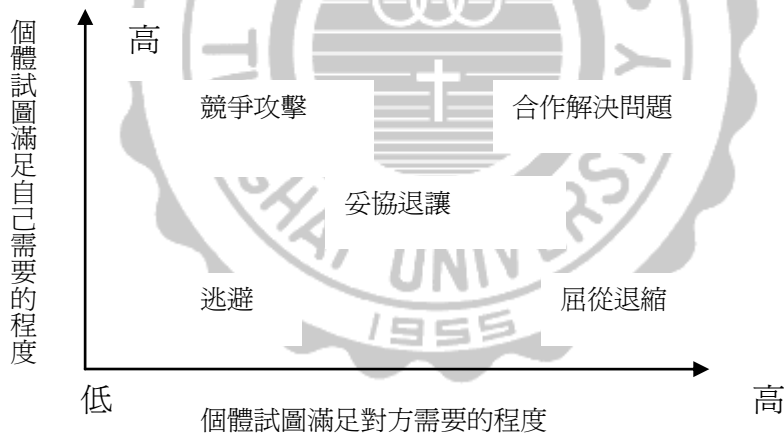 個體試圖滿足自己需要的程度
高
競爭攻擊
合作解決問題
妥協退讓
逃避
屈從退縮
1955
低
高
個體試圖滿足對方需要的程度